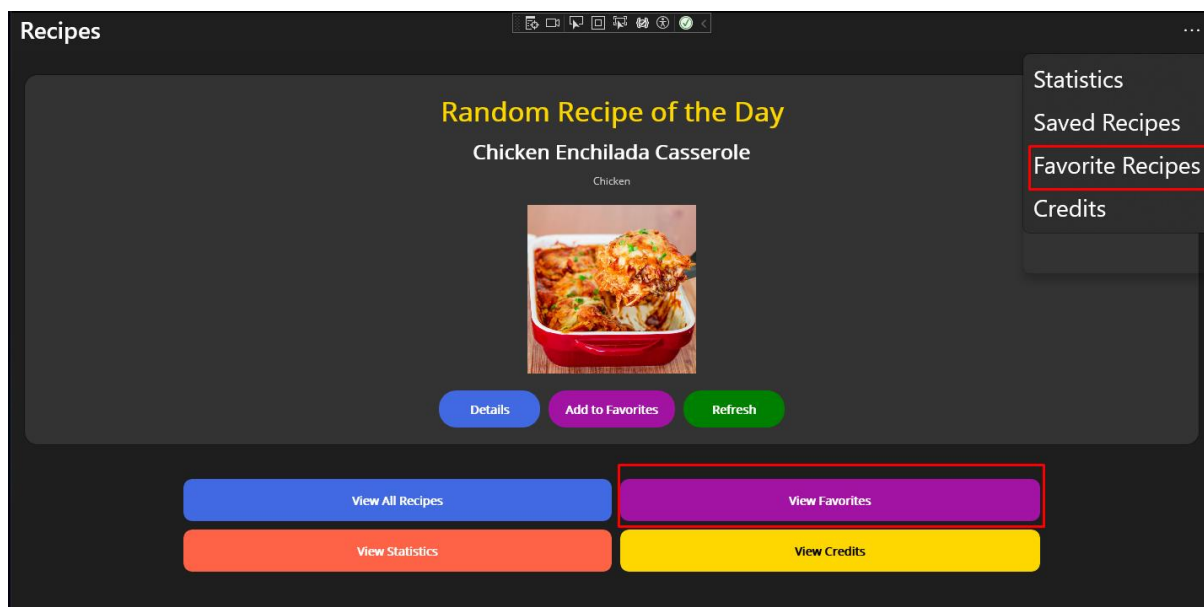 Recipes
...
Statistics
Saved Recipes
Favorite Recipes
Credits
Random Recipe of the Day
Chicken Enchilada Casserole
Chicken
Details Add to Favorites Refresh
View All Recipes View Favorites
View Statistics View Credits